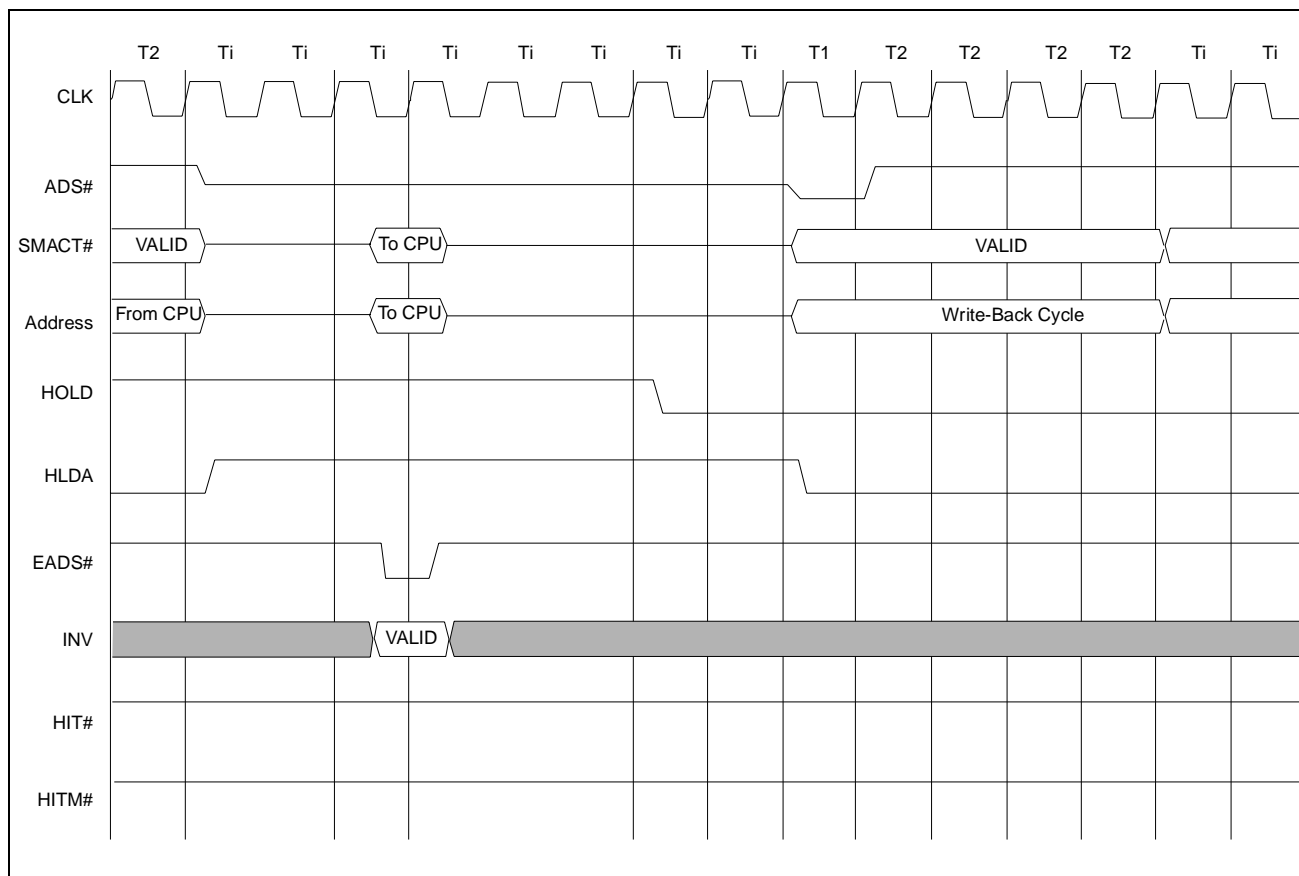 T2 Ti Ti Ti Ti Ti Ti Ti Ti T1 T2 T2 T2 T2 Ti Ti
CLK
ADS#
SMACT# VALID To CPU VALID
Address From CPU To CPU Write-Back Cycle
HOLD
HLDA
EADS#
INV VALID
HIT#
HITM#